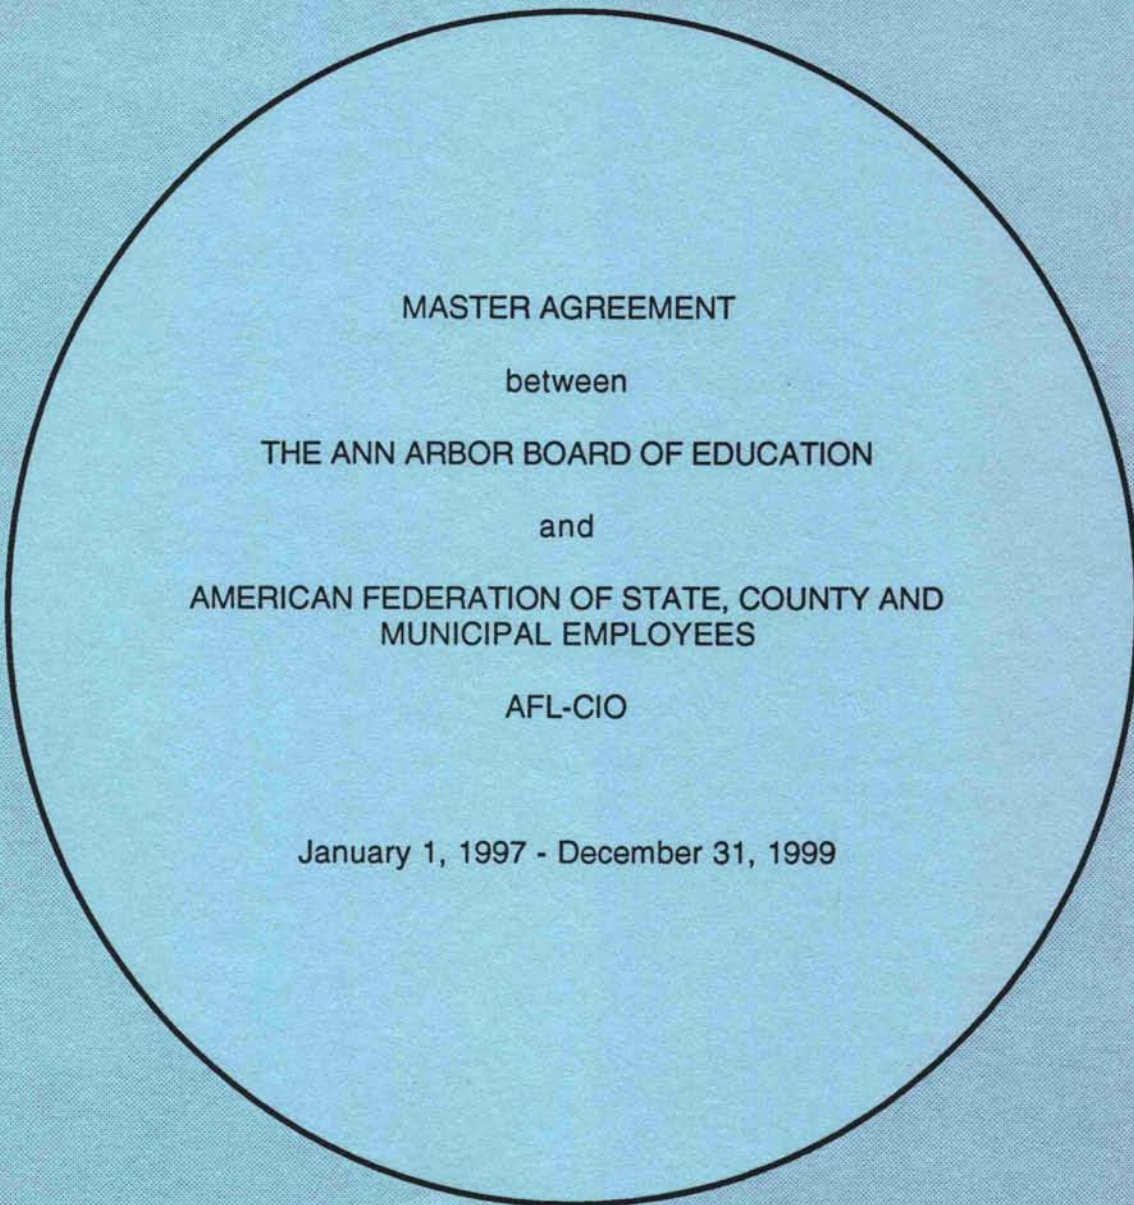 MASTER AGREEMENT
between
THE ANN ARBOR BOARD OF EDUCATION
and
AMERICAN FEDERATION OF STATE, COUNTY AND
MUNICIPAL EMPLOYEES
AFL-CIO
January 1, 1997 - December 31, 1999